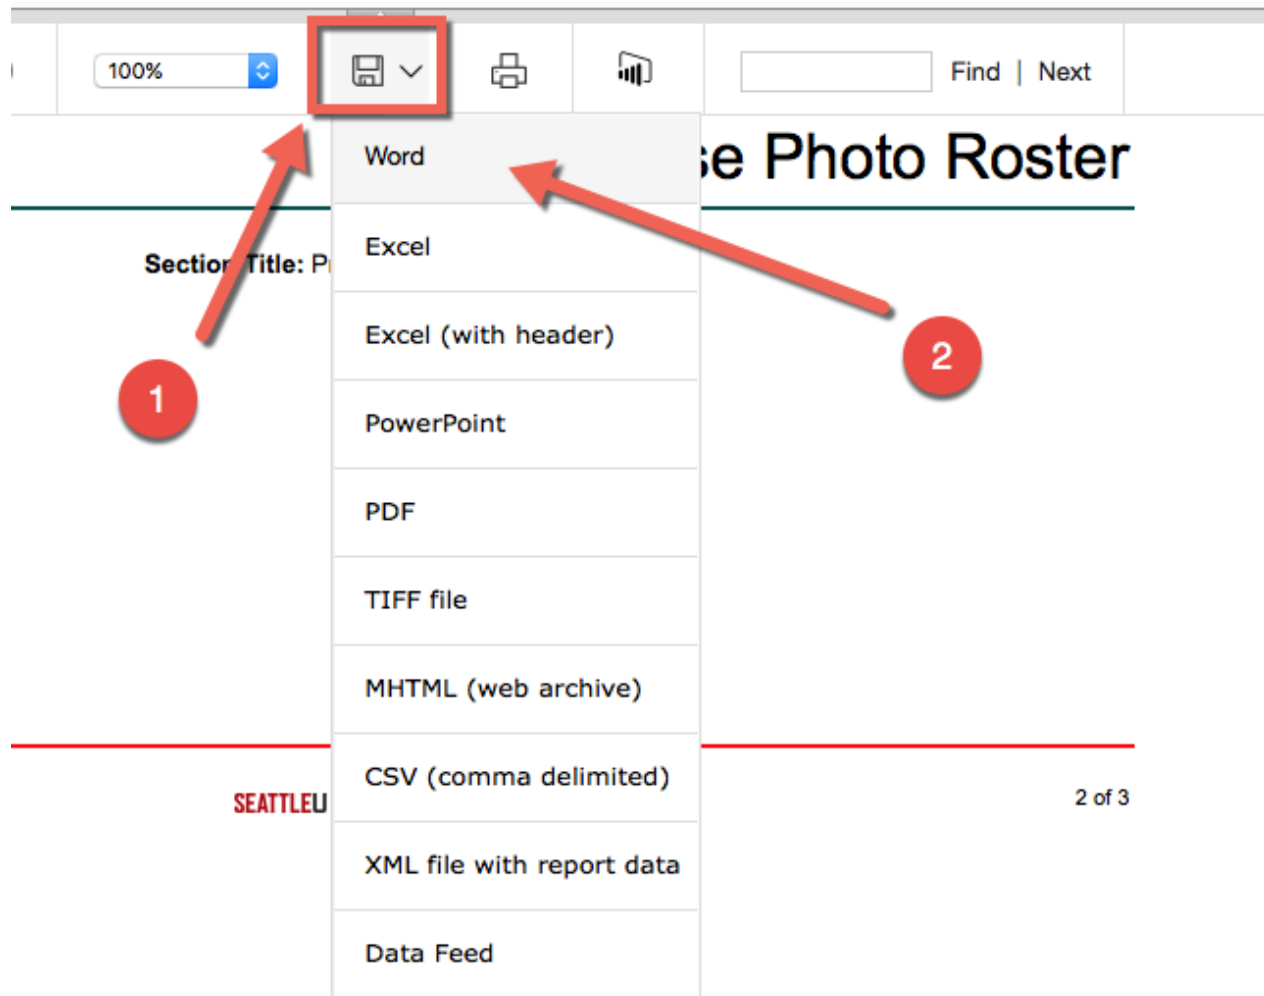 100% Find | Next
se Photo Roster
Section Title:
Word
Excel
Excel (with header)
1
2
PowerPoint
PDF
TIFF file
MHTML (web archive)
CSV (comma delimited)
SEATTLEU
2 of 3
XML file with report data
Data Feed